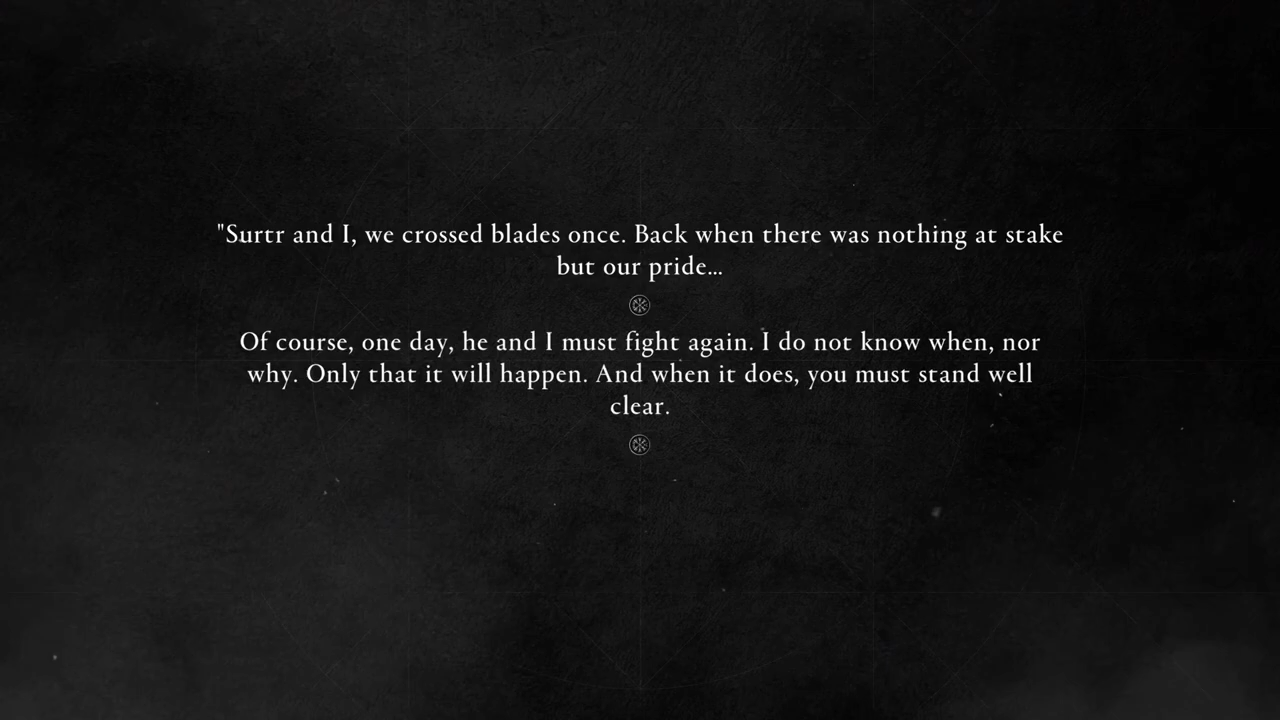 "Surtr and I, we crossed blades once. Back when there was nothing at stake
but our pride...
Of course, one day, he and I must fight again. I do not know when, nor
why. Only that it will happen. And when it does, you must stand well
clear.